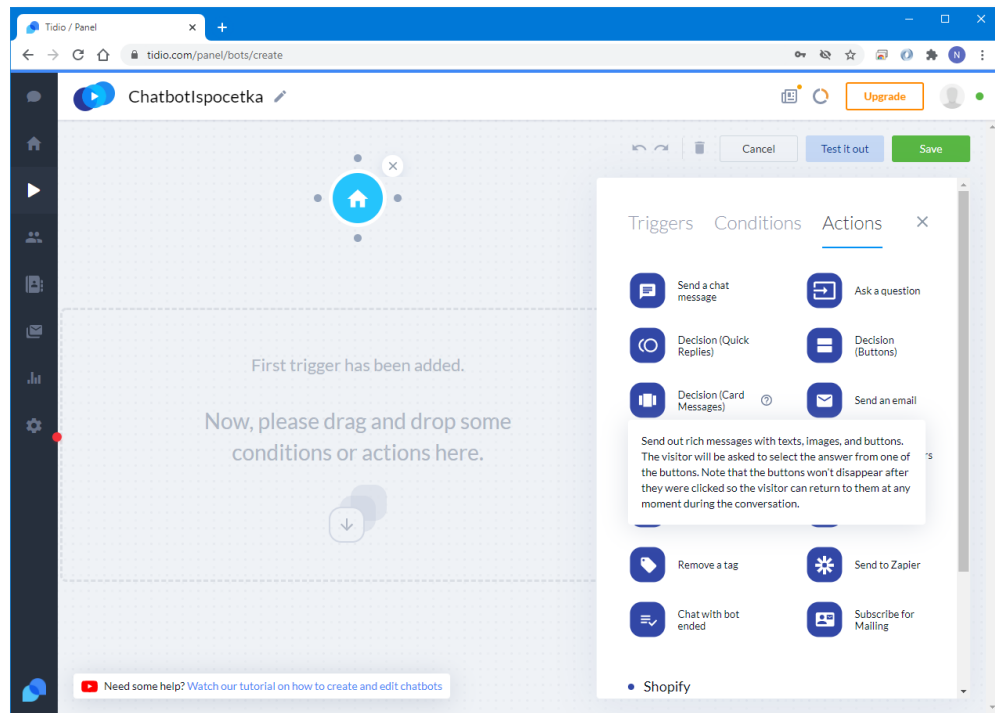 Tidio / Panel
tidio.com/panel/bots/create
N
ChatbotIspocetka
Upgrade
Cancel
Test it out
Save
Triggers
Conditions
Actions
Send a chat
message
Ask a question
Decision (Quick
Replies)
Decision
(Buttons)
Decision (Card
Messages)
Send an email
Send out rich messages with texts, images, and buttons.
The visitor will be asked to select the answer from one of
the buttons. Note that the buttons won't disappear after
they were clicked so the visitor can return to them at any
moment during the conversation.
Remove a tag
Send to Zapier
Chat with bot
ended
Subscribe for
Mailing
Shopify
First trigger has been added.
Now, please drag and drop some
conditions or actions here.
Need some help? Watch our tutorial on how to create and edit chatbots